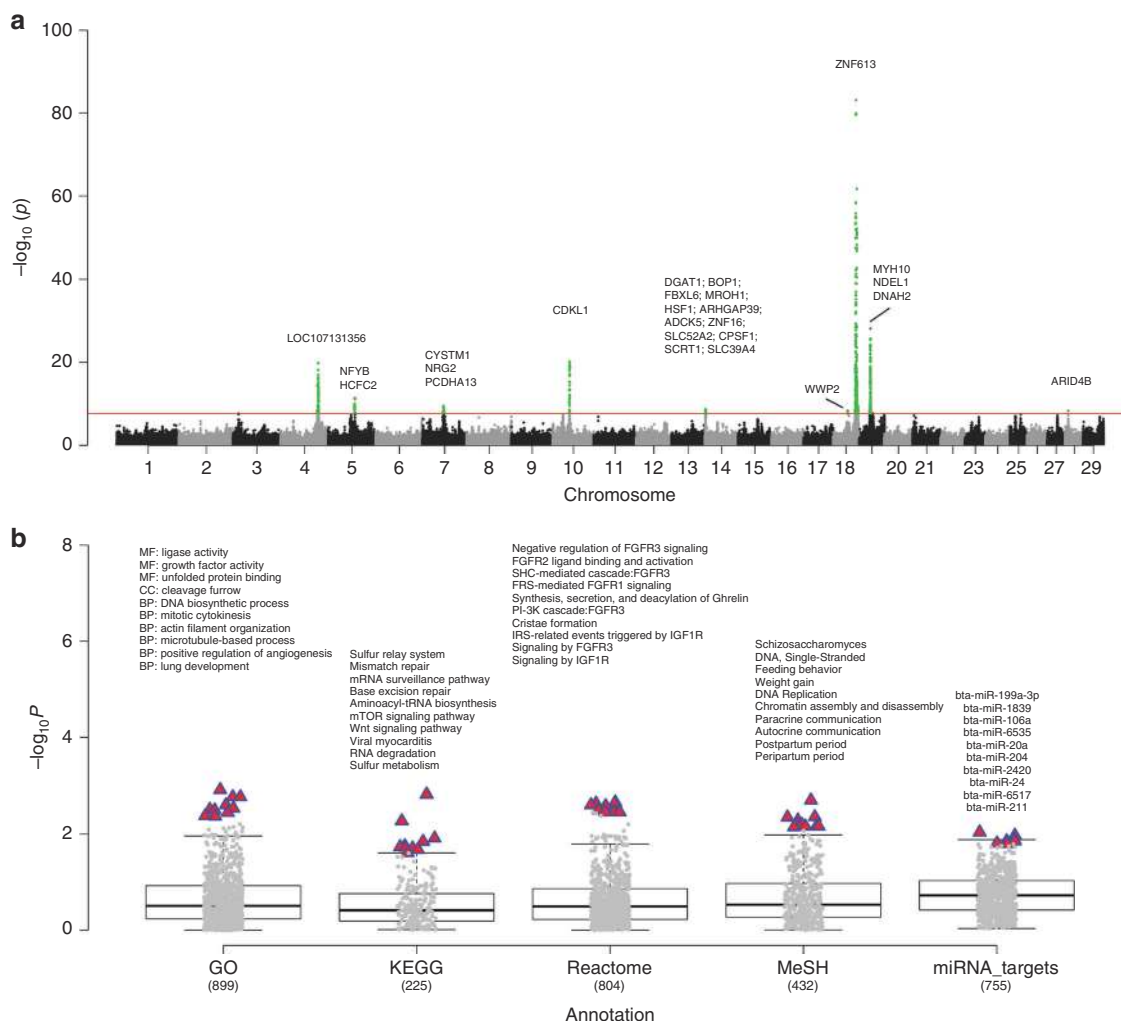 a
100
80
60
40
20
0
–log10 (p)
ZNF613
MYH10
NDEL1
DNAH2
DGAT1; BOP1;
FBXL6; MROH1;
HSF1; ARHGAP39;
ADCK5; ZNF16;
SLC52A2; CPSF1;
SCRT1; SLC39A4
CDKL1
LOC107131356
CYSTM1
NRG2
PCDHA13
NFYB
HCFC2
WWP2
ARID4B
1 2 3 4 5 6 7 8 9 10 11 12 13 14 15 16 17 18 20 21 22 23 25 27 29
Chromosome
b
8
6
4
2
0
–log10P
MF: ligase activity
MF: growth factor activity
MF: unfolded protein binding
CC: cleavage furrow
BP: DNA biosynthetic process
BP: mitotic cytokinesis
BP: actin filament organization
BP: microtubule-based process
BP: positive regulation of angiogenesis
BP: lung development
Sulfur relay system
Mismatch repair
mRNA surveillance pathway
Base excision repair
Aminoacyl-tRNA biosynthesis
mTOR signaling pathway
Wnt signaling pathway
Viral myocarditis
RNA degradation
Sulfur metabolism
Negative regulation of FGFR3 signaling
FGFR2 ligand binding and activation
SHC-mediated cascade:FGFR3
FRS-mediated FGFR1 signaling
Synthesis, secretion, and deacylation of Ghrelin
PI-3K cascade:FGFR3
Cristae formation
IRS-related events triggered by IGF1R
Signaling by FGFR3
Signaling by IGF1R
Schizosaccharomyces
DNA, Single-Stranded
Feeding behavior
Weight gain
DNA Replication
Chromatin assembly and disassembly
Paracrine communication
Autocrine communication
Postpartum period
Peripartum period
bta-miR-199a-3p
bta-miR-1839
bta-miR-106a
bta-miR-6535
bta-miR-20a
bta-miR-204
bta-miR-2420
bta-miR-24
bta-miR-6517
bta-miR-211
GO KEGG Reactome MeSH miRNA_targets
(899) (225) (804) (432) (755)
Annotation